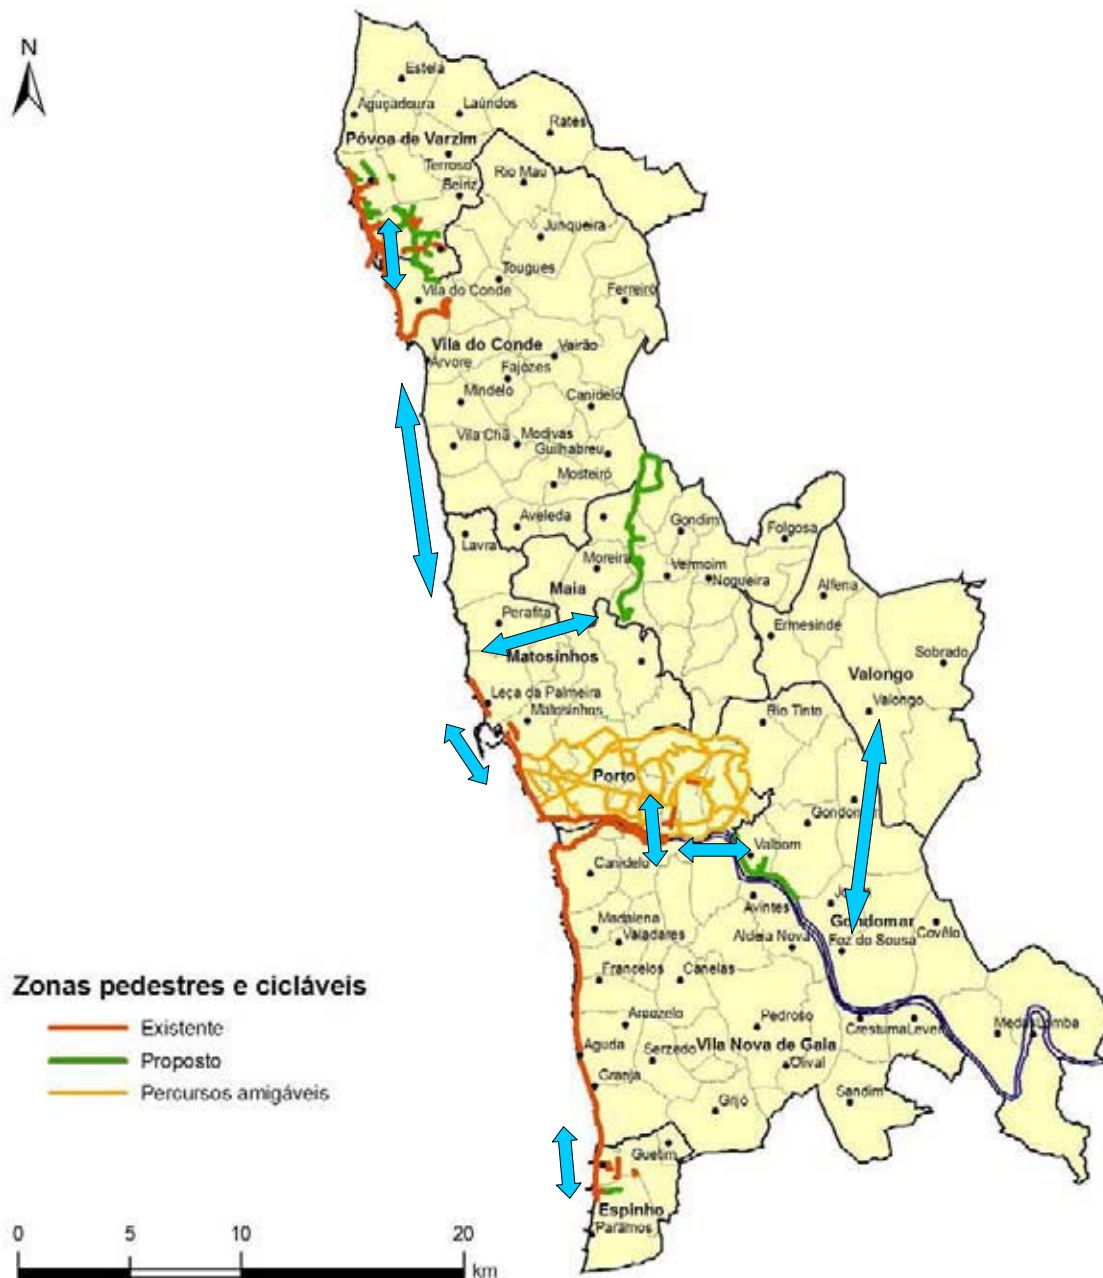 N
Estela
Aguçadoura
Laúndos
Rates
Póvoa de Varzim
Terroso
Rio Mau
Beiriz
Junqueira
Tougues
Vila do Conde
Ferreiró
Vila do Conde
Vairão
Árvore
Fajozes
Mindelo
Canidelo
Vila Chã
Modivas
Guilhabreu
Mosteiró
Aveleda
Gondim
Folgosa
Lavra
Moreira
Vermoim
Nogueira
Maia
Alfena
Perafita
Ermesinde
Sobrado
Matosinhos
Valongo
Leça da Palmeira
Valongo
Matosinhos
Rio Tinto
Porto
Gondomar
Valbom
Canidelo
Avintes
Gondomar
Madalena
Valadares
Aldeia Nova
Foz do Sousa
Covêlo
Francelos
Canelas
Zonas pedestres e cicláveis
Existente
Proposto
Percursos amigáveis
Arcozelo
Pedroso
Crestuma
Lever
Medas
Lomba
Aguda
Serzedo
Vila Nova de Gaia
Olival
Granja
Grijó
Sandim
Guetim
Espinho
Paramos
0 5 10 20
km